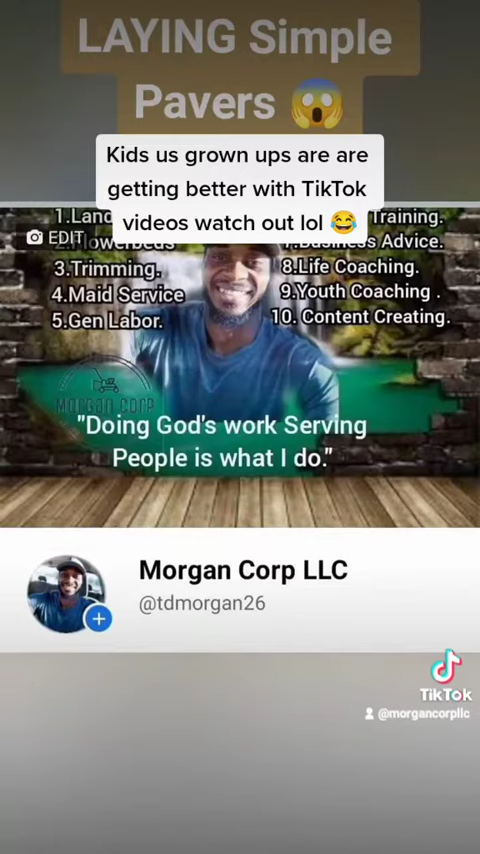 LAYING Simple
Pavers 😱
Kids us grown ups are are
getting better with TikTok
videos watch out lol 😂
1.Land
Training.
EDIT
Advice.
3.Trimming.
8.Life Coaching.
4.Maid Service
9.Youth Coaching .
5.Gen Labor.
10. Content Creating.
MORGAN CORP
"Doing God's work Serving
People is what I do."
Morgan Corp LLC
@tdmorgan26
TikTok
@morgancorpllc